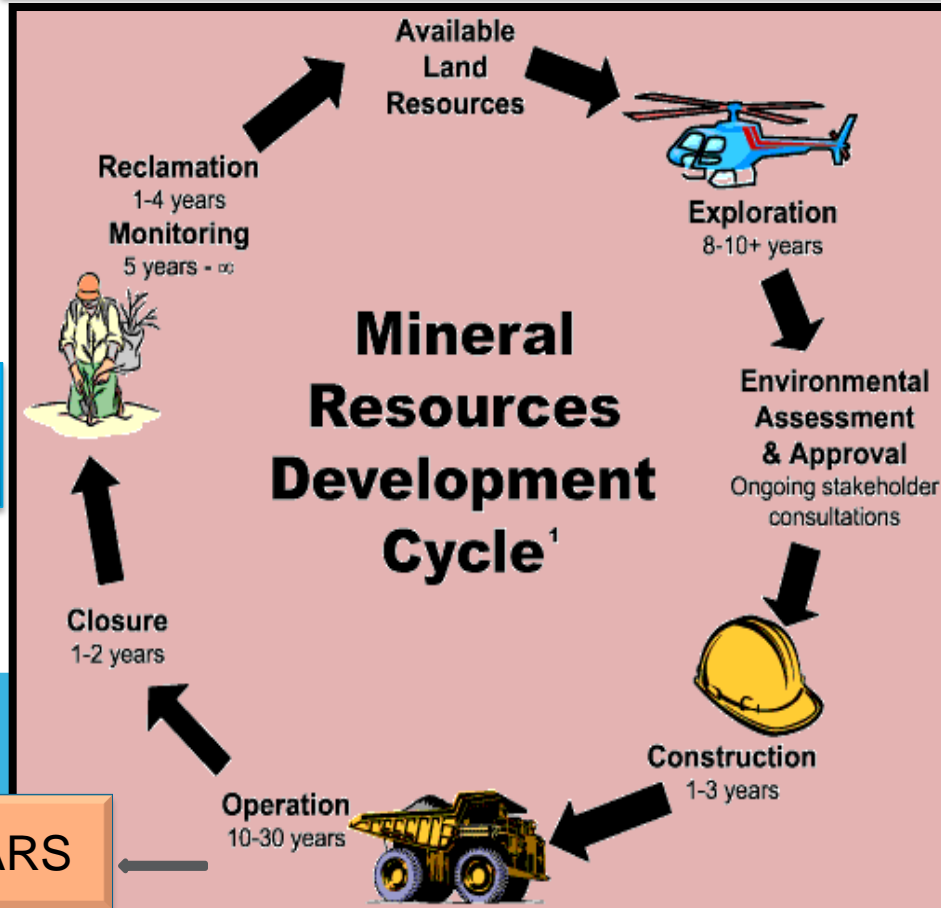 Available
Land
Resources
Exploration
8-10+ years
Environmental
Assessment
& Approval
Ongoing stakeholder
consultations
Construction
1-3 years
Operation
10-30 years
Closure
1-2 years
Reclamation
1-4 years
Monitoring
5 years - ∞
Mineral
Resources
Development
Cycle¹